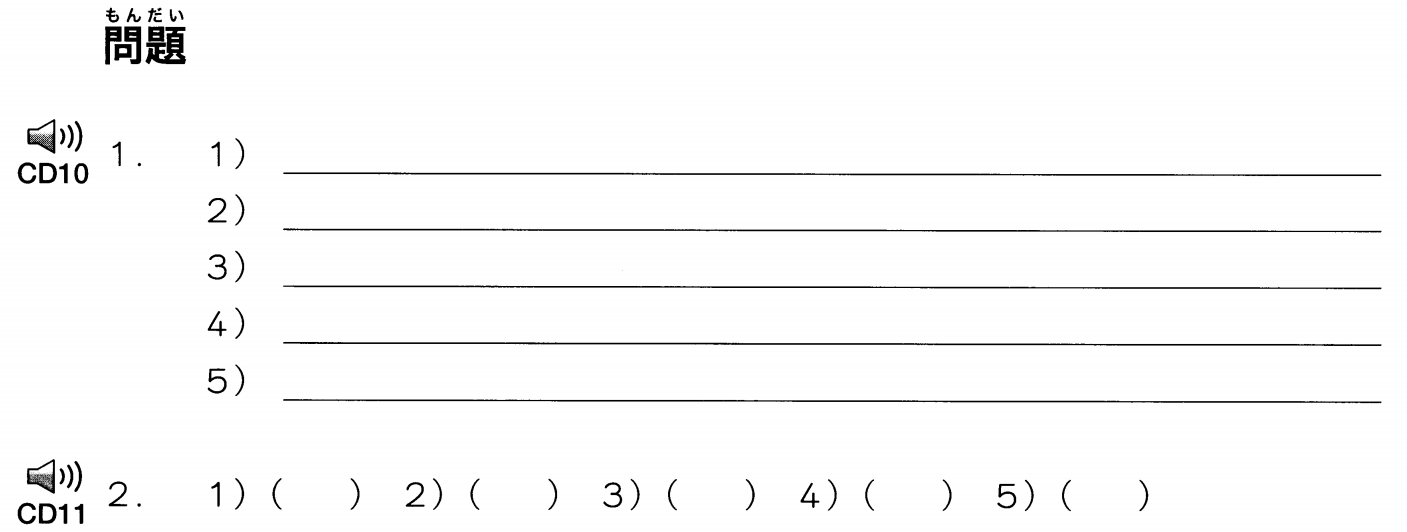 もんだい
問題
CD10 1. 1)
2)
3)
4)
5)
CD11 2. 1) ( ) 2) ( ) 3) ( ) 4) ( ) 5) ( )